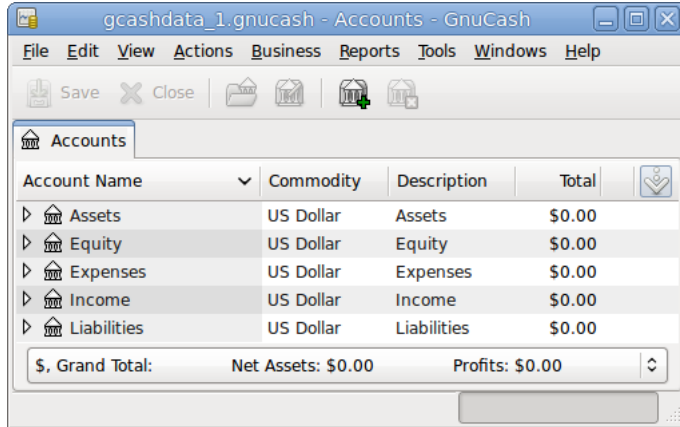 gcashdata_1.gnucash - Accounts - GnuCash
File Edit View Actions Business Reports Tools Windows Help
Save Close
Accounts
Account Name Commodity Description Total
Assets US Dollar Assets $0.00
Equity US Dollar Equity $0.00
Expenses US Dollar Expenses $0.00
Income US Dollar Income $0.00
Liabilities US Dollar Liabilities $0.00
$, Grand Total: Net Assets: $0.00 Profits: $0.00